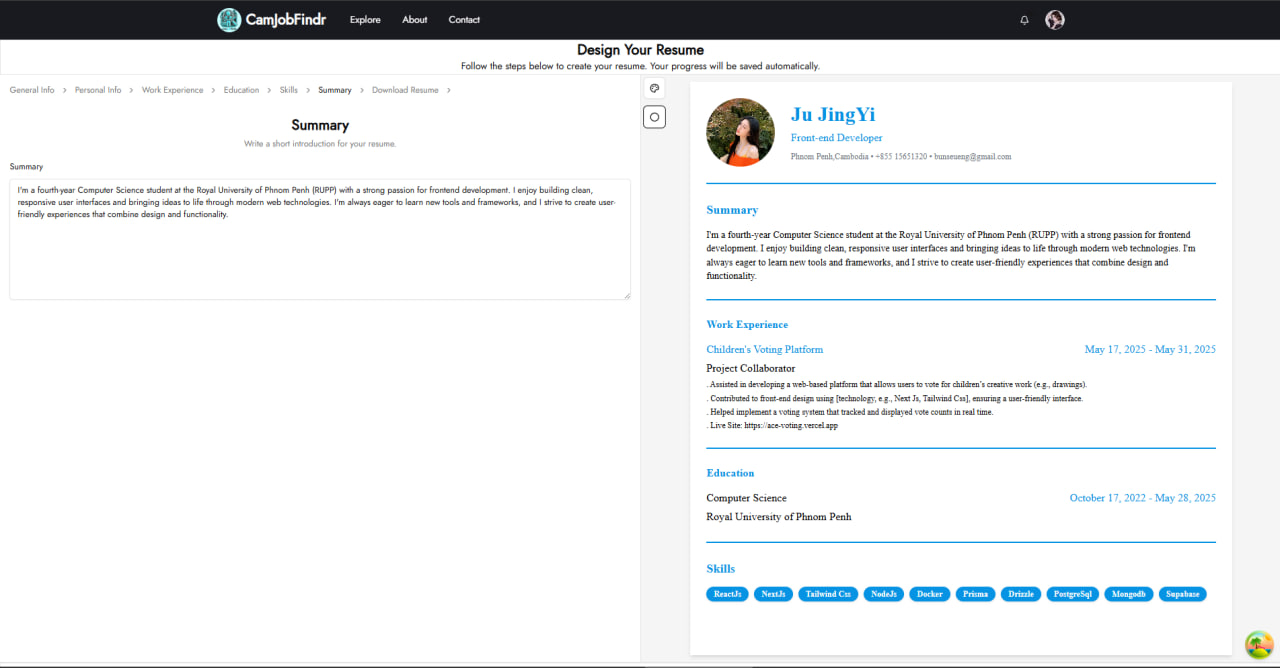 CamJobFindr
Explore
About
Contact
Design Your Resume
Follow the steps below to create your resume. Your progress will be saved automatically.
General Info > Personal Info > Work Experience > Education > Skills > Summary > Download Resume >
Summary
Write a short introduction for your resume.
Summary
I'm a fourth-year Computer Science student at the Royal University of Phnom Penh (RUPP) with a strong passion for frontend development. I enjoy building clean,
responsive user interfaces and bringing ideas to life through modern web technologies. I'm always eager to learn new tools and frameworks, and I strive to create user-
friendly experiences that combine design and functionality.
Ju JingYi
Front-end Developer
Phnom Penh,Cambodia • +855 15651320 • bunseueng@gmail.com
Summary
I'm a fourth-year Computer Science student at the Royal University of Phnom Penh (RUPP) with a strong passion for frontend
development. I enjoy building clean, responsive user interfaces and bringing ideas to life through modern web technologies. I'm
always eager to learn new tools and frameworks, and I strive to create user-friendly experiences that combine design and
functionality.
Work Experience
Children's Voting Platform
May 17, 2025 - May 31, 2025
Project Collaborator
. Assisted in developing a web-based platform that allows users to vote for children's creative work (e.g., drawings).
. Contributed to front-end design using [technology, e.g., Next Js, Tailwind Css], ensuring a user-friendly interface.
. Helped implement a voting system that tracked and displayed vote counts in real time.
. Live Site: https://ace-voting.vercel.app
Education
Computer Science
October 17, 2022 - May 28, 2025
Royal University of Phnom Penh
Skills
ReactJs
NextJs
Tailwind Css
NodeJs
Docker
Prisma
Drizzle
PostgreSql
Mongodb
Supabase